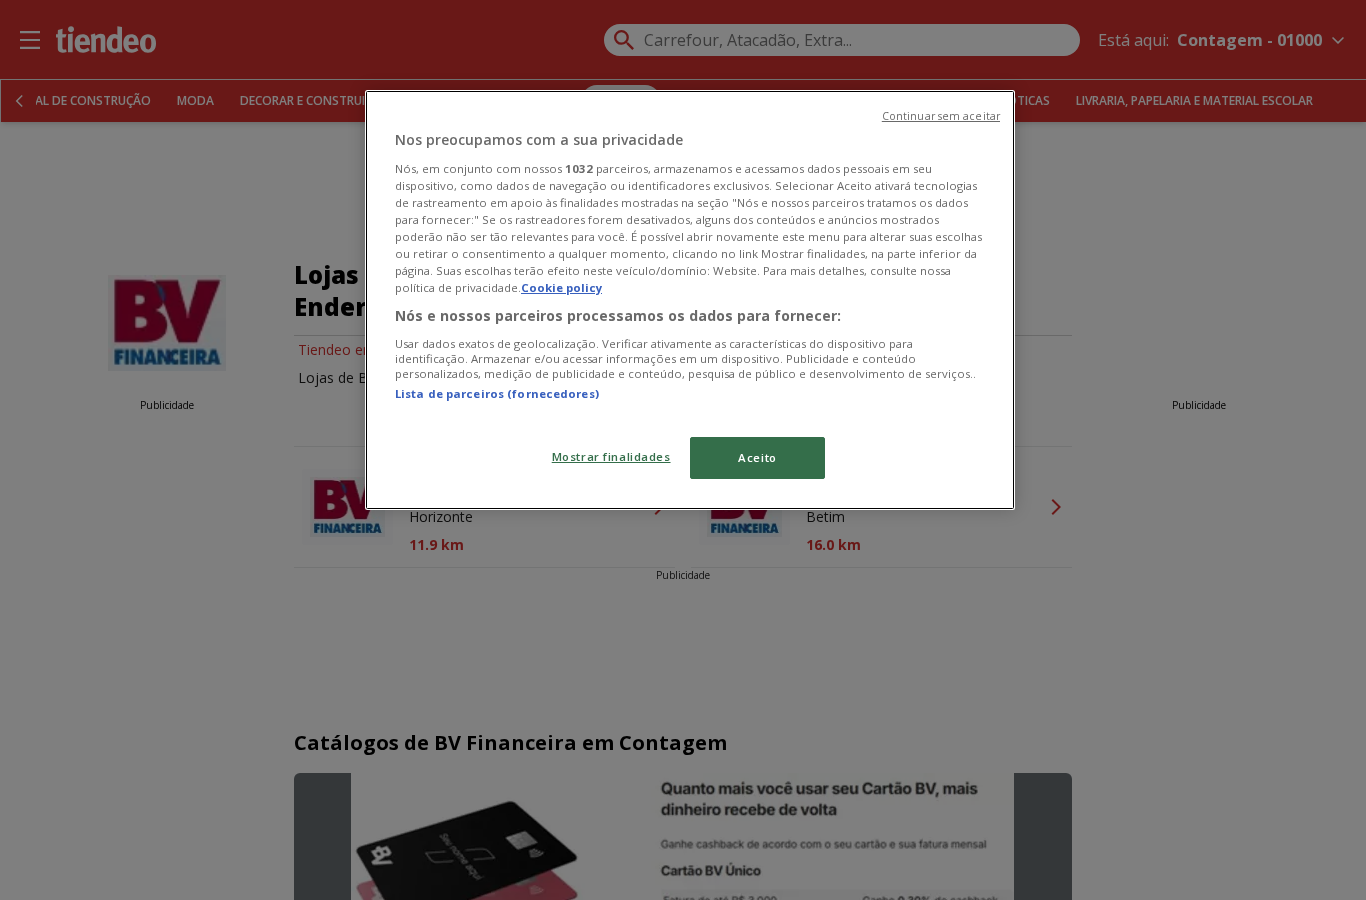 tiendeo
Carrefour, Atacadão, Extra...
Está aqui: Contagem - 01000
AL DE CONSTRUÇÃO
MODA
DECORAR E CONSTRUI
ÓTICAS
LIVRARIA, PAPELARIA E MATERIAL ESCOLAR
Continuar sem aceitar
Nos preocupamos com a sua privacidade
Nós, em conjunto com nossos 1032 parceiros, armazenamos e acessamos dados pessoais em seu
dispositivo, como dados de navegação ou identificadores exclusivos. Selecionar Aceito ativará tecnologias
de rastreamento em apoio às finalidades mostradas na seção "Nós e nossos parceiros tratamos os dados
para fornecer:" Se os rastreadores forem desativados, alguns dos conteúdos e anúncios mostrados
poderão não ser tão relevantes para você. É possível abrir novamente este menu para alterar suas escolhas
ou retirar o consentimento a qualquer momento, clicando no link Mostrar finalidades, na parte inferior da
página. Suas escolhas terão efeito neste veículo/domínio: Website. Para mais detalhes, consulte nossa
política de privacidade.Cookie policy
Nós e nossos parceiros processamos os dados para fornecer:
Usar dados exatos de geolocalização. Verificar ativamente as características do dispositivo para
identificação. Armazenar e/ou acessar informações em um dispositivo. Publicidade e conteúdo
personalizados, medição de publicidade e conteúdo, pesquisa de público e desenvolvimento de serviços..
Lista de parceiros (fornecedores)
Mostrar finalidades
Aceito
BV
FINANCEIRA
Publicidade
Lojas
Ender
Tiendeo e
Lojas de B
Publicidade
BV
FINANCEIRA
Horizonte
11.9 km
BV
FINANCEIRA
Betim
16.0 km
Publicidade
Catálogos de BV Financeira em Contagem
BV
Seu nome aqui
Quanto mais você usar seu Cartão BV, mais
dinheiro recebe de volta
Ganhe cashback de acordo com o seu cartão e sua fatura mensal
Cartão BV Único